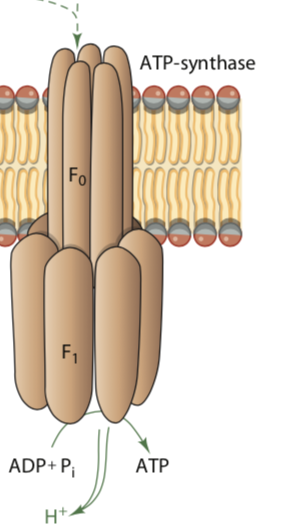 ATP-synthase
F₀
F₁
ADP+ Pᵢ
ATP
H⁺